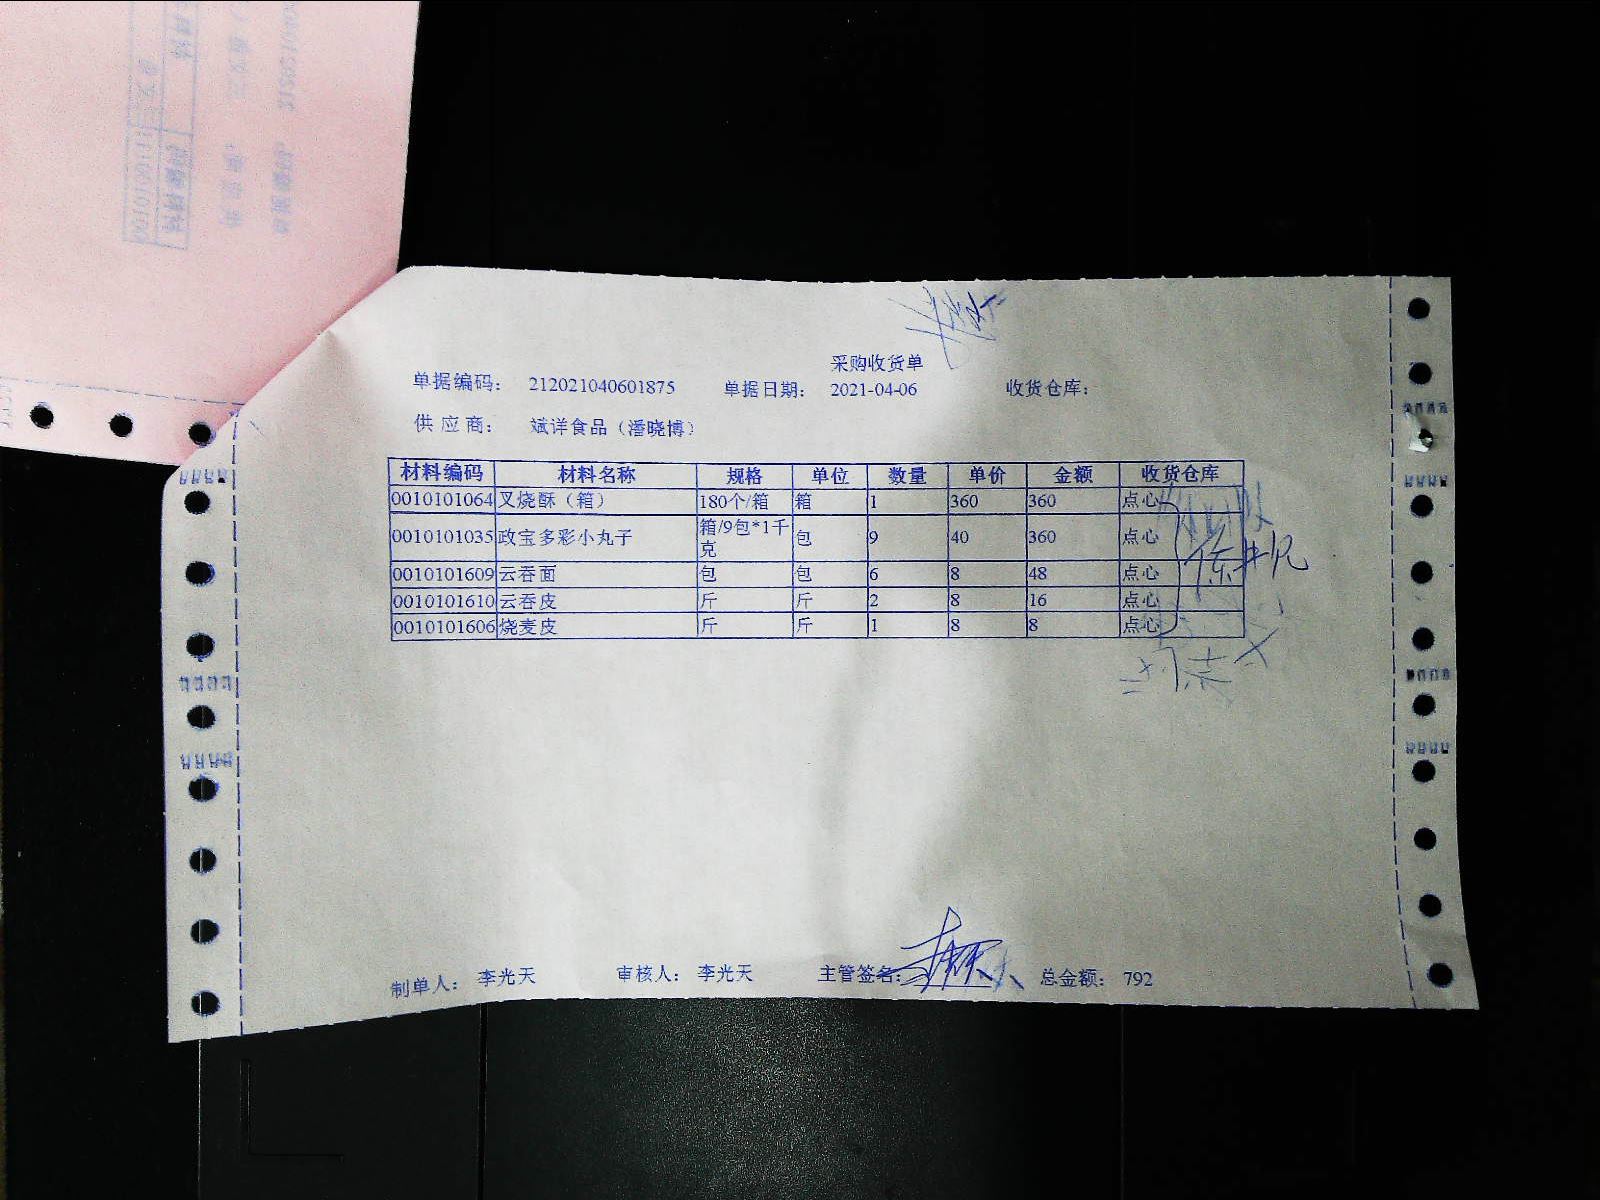 采购收货单
单据编码： 212021040601875 单据日期： 2021-04-06 收货仓库：
供应商： 斌洋食品（潘晓博）
材料编码 材料名称 规格 单位 数量 单价 金额 收货仓库
0010101064 叉烧酥（箱） 180个/箱 箱 1 360 360 点心
0010101035 政宝多彩小丸子 箱/9包*1千克 包 9 40 360 点心
0010101609 云吞面 包 包 6 8 48 点心
0010101610 云吞皮 斤 斤 2 8 16 点心
0010101606 烧麦皮 斤 斤 1 8 8 点心
制单人： 李光天 审核人： 李光天 主管签名： 总金额： 792